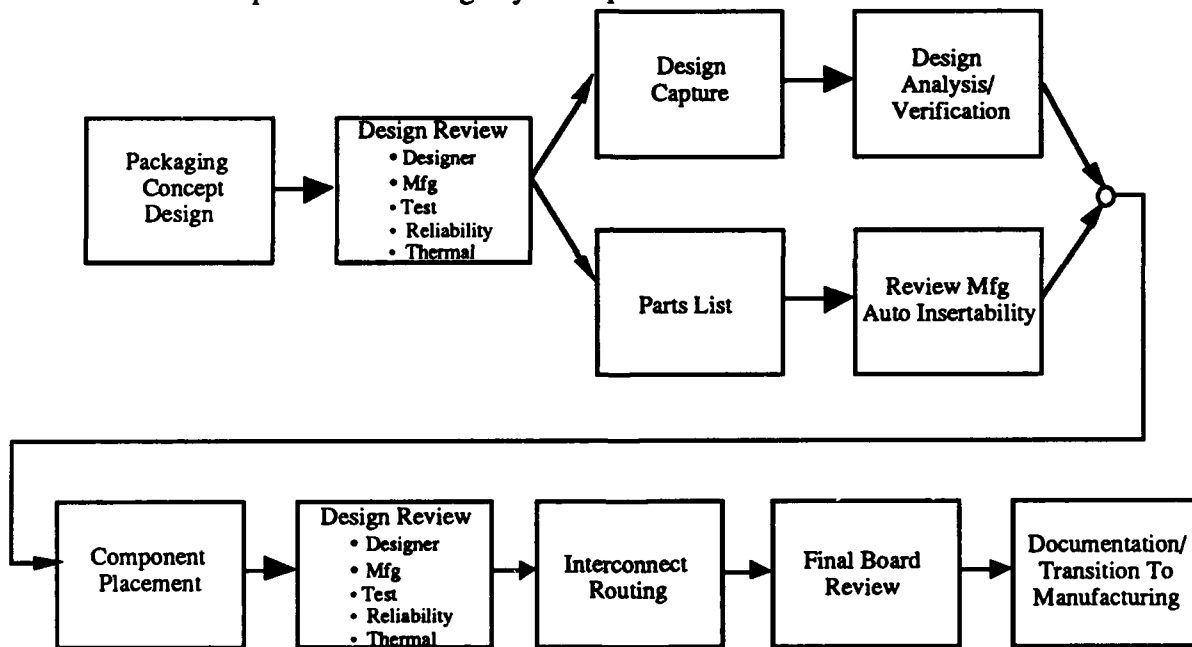 Packaging
Concept
Design
Design Review
• Designer
• Mfg
• Test
• Reliability
• Thermal
Design
Capture
Design
Analysis/
Verification
Parts List
Review Mfg
Auto Insertability
Component
Placement
Design Review
• Designer
• Mfg
• Test
• Reliability
• Thermal
Interconnect
Routing
Final Board
Review
Documentation/
Transition To
Manufacturing